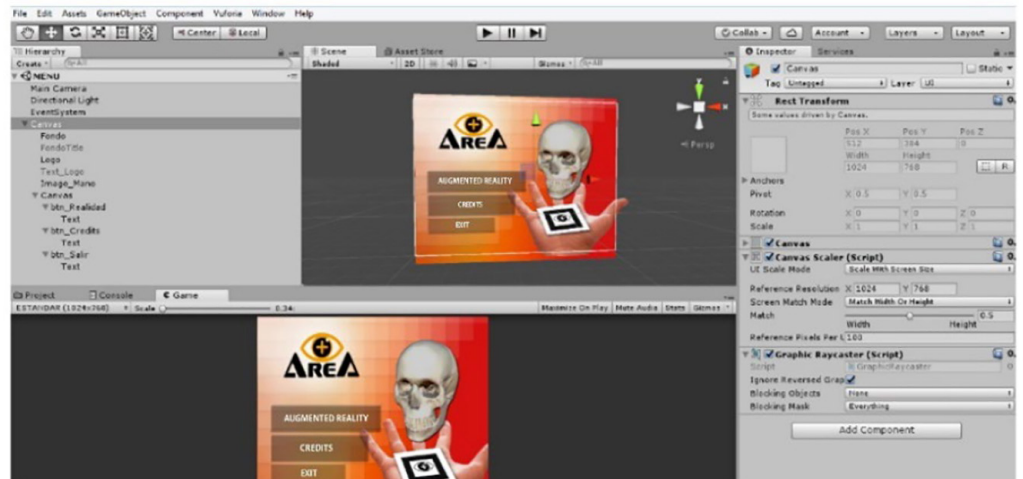 File Edit Assets GameObject Component Vuforia Window Help
Center Local Collab Account Layers Layout
Hierarchy
Create All
MENU
Main Camera
Directional Light
EventSystem
Canvas
Fondo
FondoTitle
Logo
Text_Logo
Image_Mano
Canvas
btn_Realidad
Text
btn_Credits
Text
btn_Salir
Text
Scene Asset Store
Shaded 2D Gizmos All
Persp
AREA
AUGMENTED REALITY
CREDITS
EXIT
Project Console Game
ESTANDAR (1024x768) Scale 0.34 Maximize On Play Mute Audio Stats Gizmos
AREA
AUGMENTED REALITY
CREDITS
EXIT
Inspector Services
Canvas Static
Tag Untagged Layer UI
Rect Transform
Some values driven by Canvas.
Pos X Pos Y Pos Z
512 384 0
Width Height
1024 768 R
Anchors
Pivot X 0.5 Y 0.5
Rotation X 0 Y 0 Z 0
Scale X 1 Y 1 Z 1
Canvas
Canvas Scaler (Script)
UI Scale Mode Scale With Screen Size
Reference Resolution X 1024 Y 768
Screen Match Mode Match Width Or Height
Match 0.5
Width Height
Reference Pixels Per U 100
Graphic Raycaster (Script)
Script GraphicRaycaster
Ignore Reversed Grap
Blocking Objects None
Blocking Mask Everything
Add Component